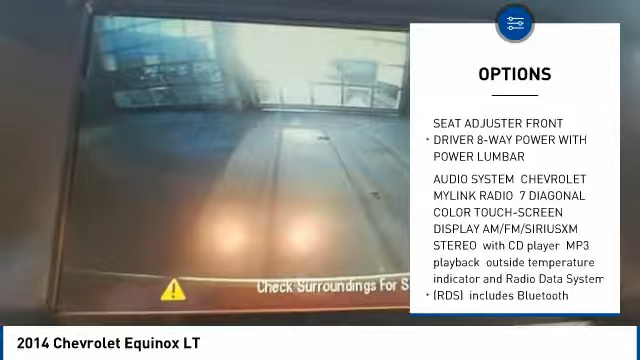 OPTIONS
SEAT ADJUSTER FRONT
DRIVER 8-WAY POWER WITH
POWER LUMBAR
AUDIO SYSTEM CHEVROLET
MYLINK RADIO 7 DIAGONAL
COLOR TOUCH-SCREEN
DISPLAY AM/FM/SIRIUSXM
STEREO with CD player MP3
playback outside temperature
indicator and Radio Data System
(RDS) includes Bluetooth
Check Surroundings For S
2014 Chevrolet Equinox LT